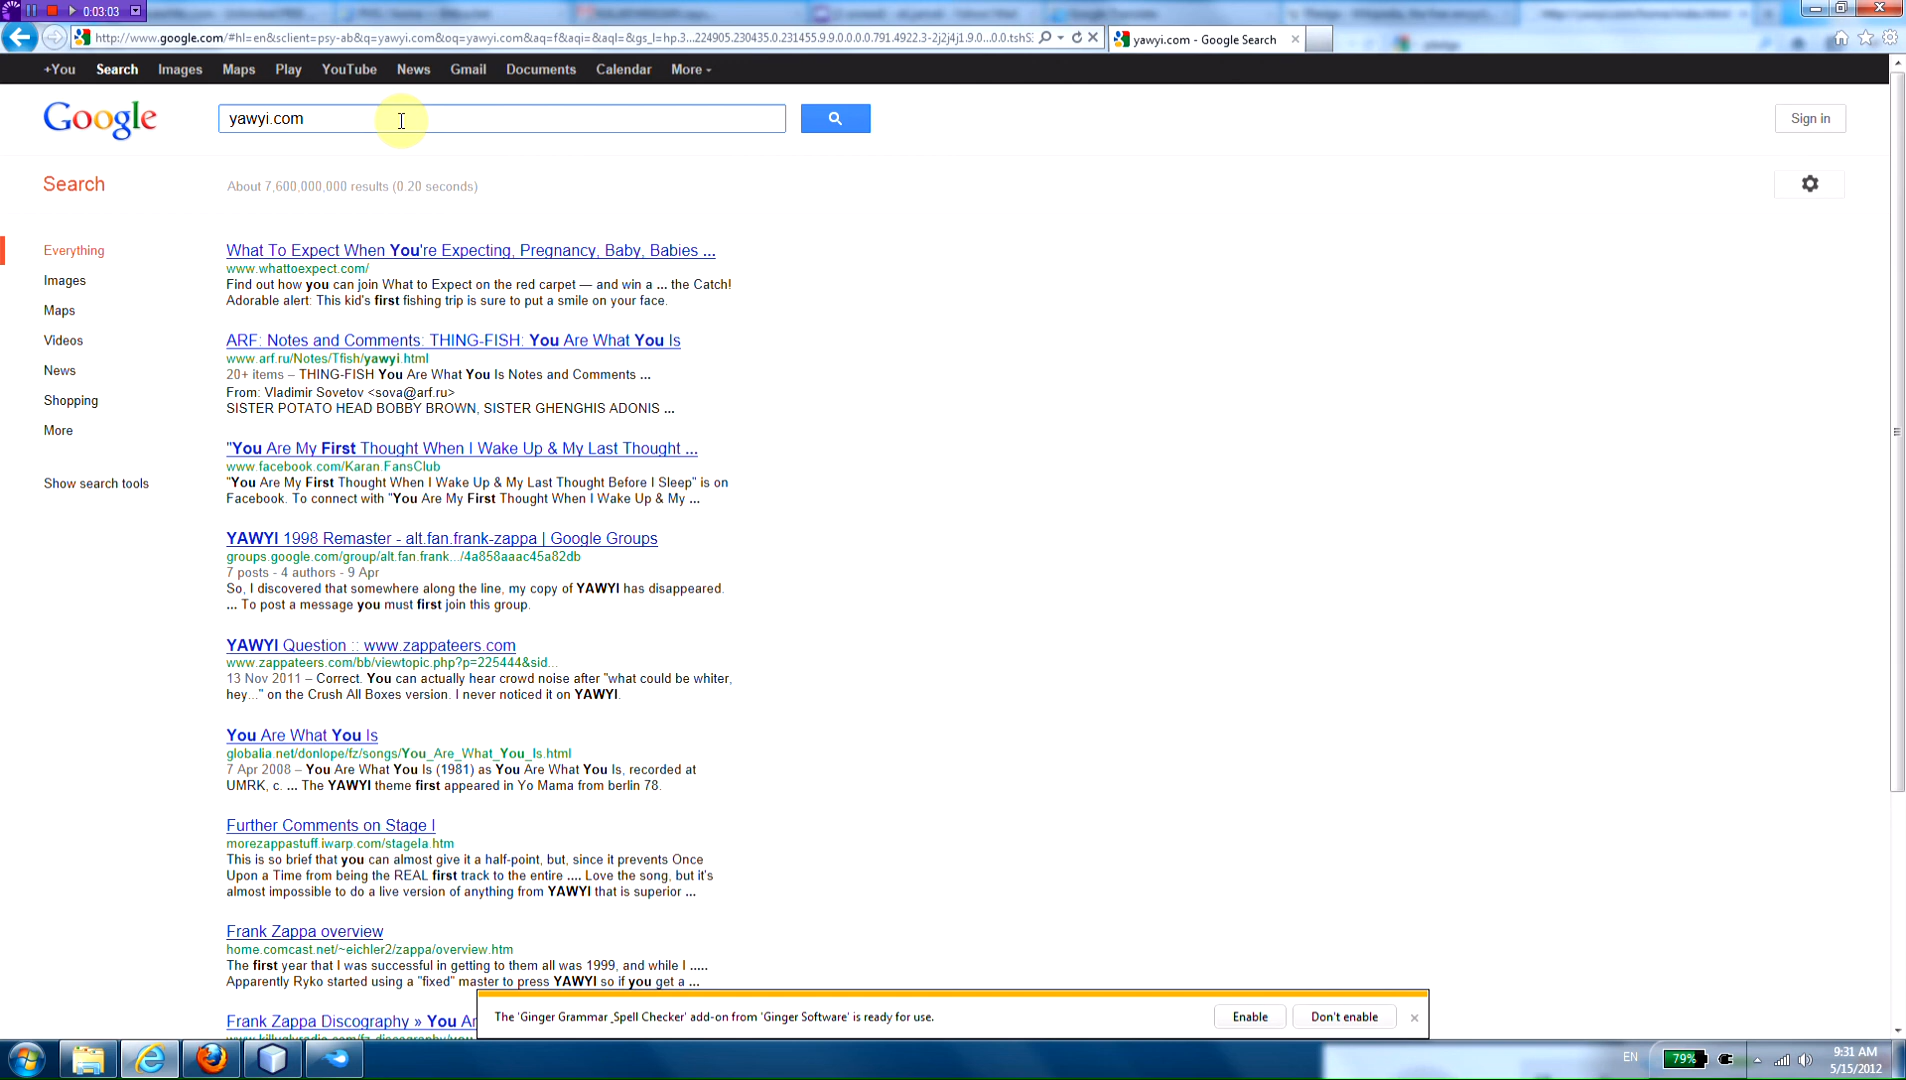 0:03:03
http://www.google.com/#hl=en&sclient=psy-ab&q=yawyi.com&oq=yawyi.com&aq=f&aqi=&aql=&gs_l=hp.3...224905.230435.0.231455.9.9.0.0.0.0.791.4922.3-2j2j4j1.9.0...0.0.
yawyi.com - Google Search
+You Search Images Maps Play YouTube News Gmail Documents Calendar More
Google
yawyi.com
Sign in
Search
About 7,600,000,000 results (0.20 seconds)
Everything
Images
Maps
Videos
News
Shopping
More
Show search tools
What To Expect When You're Expecting, Pregnancy, Baby, Babies ...
www.whattoexpect.com/
Find out how you can join What to Expect on the red carpet — and win a ... the Catch!
Adorable alert: This kid's first fishing trip is sure to put a smile on your face.
ARF: Notes and Comments: THING-FISH: You Are What You Is
www.arf.ru/Notes/Tfish/yawyi.html
20+ items – THING-FISH You Are What You Is Notes and Comments ...
From: Vladimir Sovetov <sova@arf.ru>
SISTER POTATO HEAD BOBBY BROWN, SISTER GHENGHIS ADONIS ...
"You Are My First Thought When I Wake Up & My Last Thought ...
www.facebook.com/Karan.FansClub
"You Are My First Thought When I Wake Up & My Last Thought Before I Sleep" is on
Facebook. To connect with "You Are My First Thought When I Wake Up & My ...
YAWYI 1998 Remaster - alt.fan.frank-zappa | Google Groups
groups.google.com/group/alt.fan.frank.../4a858aaac45a82db
7 posts - 4 authors - 9 Apr
So, I discovered that somewhere along the line, my copy of YAWYI has disappeared.
... To post a message you must first join this group.
YAWYI Question :: www.zappateers.com
www.zappateers.com/bb/viewtopic.php?p=225444&sid...
13 Nov 2011 – Correct. You can actually hear crowd noise after "what could be whiter,
hey..." on the Crush All Boxes version. I never noticed it on YAWYI.
You Are What You Is
globalia.net/donlope/fz/songs/You_Are_What_You_Is.html
7 Apr 2008 – You Are What You Is (1981) as You Are What You Is, recorded at
UMRK, c. ... The YAWYI theme first appeared in Yo Mama from berlin 78.
Further Comments on Stage I
morezappastuff.iwarp.com/stageIa.htm
This is so brief that you can almost give it a half-point, but, since it prevents Once
Upon a Time from being the REAL first track to the entire .... Love the song, but it's
almost impossible to do a live version of anything from YAWYI that is superior ...
Frank Zappa overview
home.comcast.net/~eichler2/zappa/overview.htm
The first year that I was successful in getting to them all was 1999, and while I .....
Apparently Ryko started using a "fixed" master to press YAWYI so if you get a ...
Frank Zappa Discography » You
The 'Ginger Grammar _Spell Checker' add-on from 'Ginger Software' is ready for use.
Enable
Don't enable
EN
79%
9:31 AM
5/15/2012